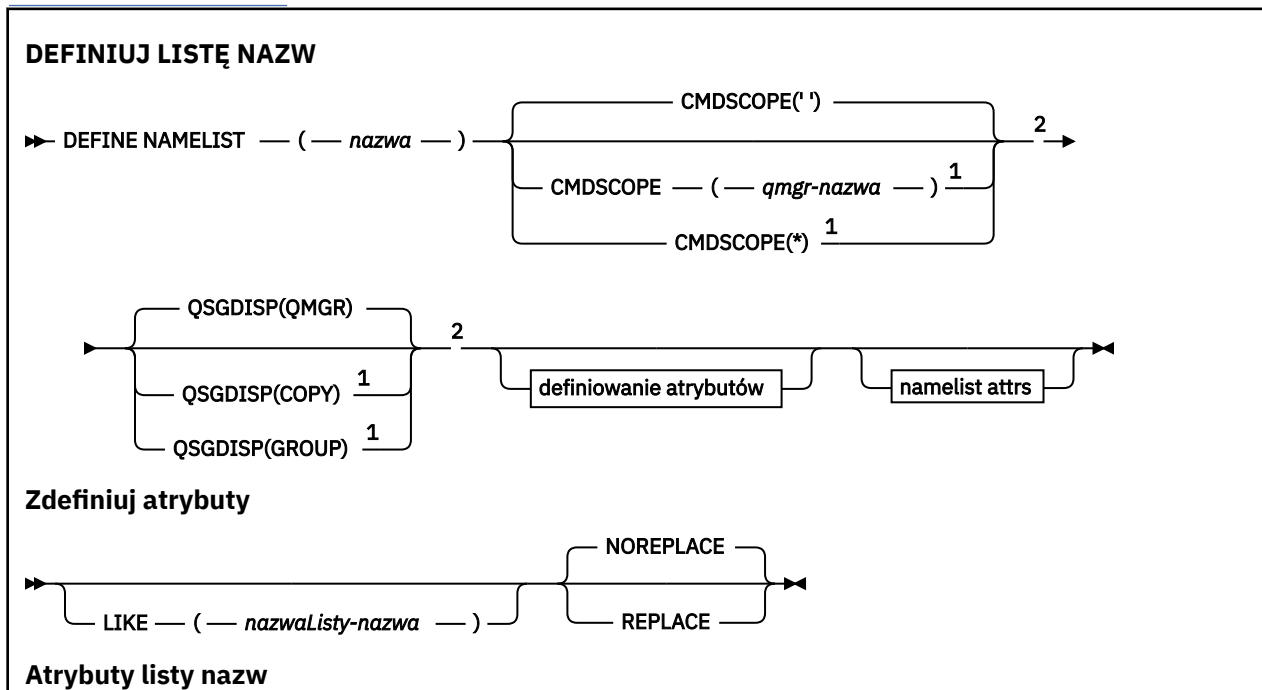 DEFINIUJ LISTĘ NAZW
CMDSCOPE(' ')
DEFINE NAMELIST ( nazwa ) 2
CMDSCOPE ( qmgr-nazwa ) 1
CMDSCOPE(*) 1
QSGDISP(QMGR) 2
QSGDISP(COPY) 1
definiowanie atrybutów namelist attrs
QSGDISP(GROUP) 1
Zdefiniuj atrybuty
NOREPLACE
LIKE ( nazwaListy-nazwa ) REPLACE
Atrybuty listy nazw